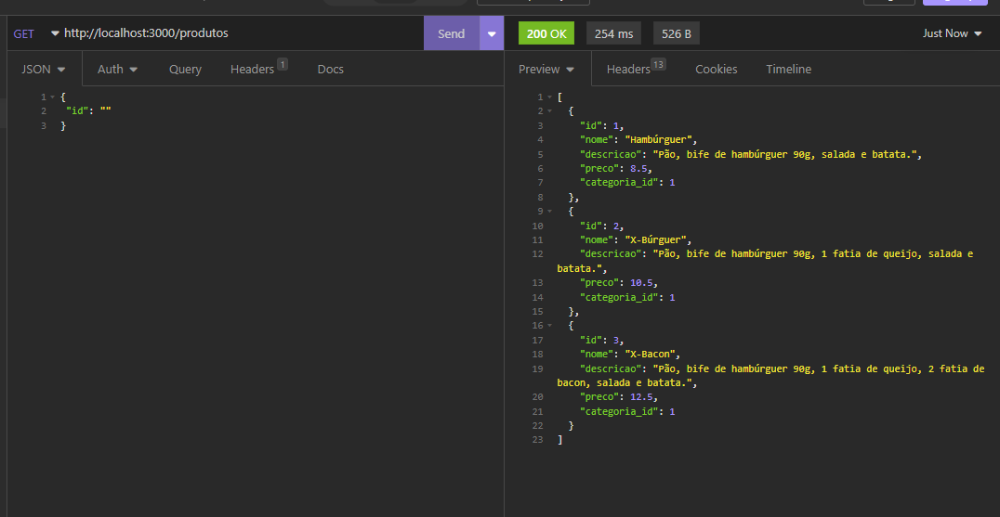 GET http://localhost:3000/produtos Send 200 OK 254 ms 526 B Just Now
JSON Auth Query Headers 1 Docs Preview Headers 13 Cookies Timeline
1 {
2 "id": ""
3 }
1 [
2 {
3 "id": 1,
4 "nome": "Hambúrguer",
5 "descricao": "Pão, bife de hambúrguer 90g, salada e batata.",
6 "preco": 8.5,
7 "categoria_id": 1
8 },
9 {
10 "id": 2,
11 "nome": "X-Búrguer",
12 "descricao": "Pão, bife de hambúrguer 90g, 1 fatia de queijo, salada e
batata.",
13 "preco": 10.5,
14 "categoria_id": 1
15 },
16 {
17 "id": 3,
18 "nome": "X-Bacon",
19 "descricao": "Pão, bife de hambúrguer 90g, 1 fatia de queijo, 2 fatia de
bacon, salada e batata.",
20 "preco": 12.5,
21 "categoria_id": 1
22 }
23 ]